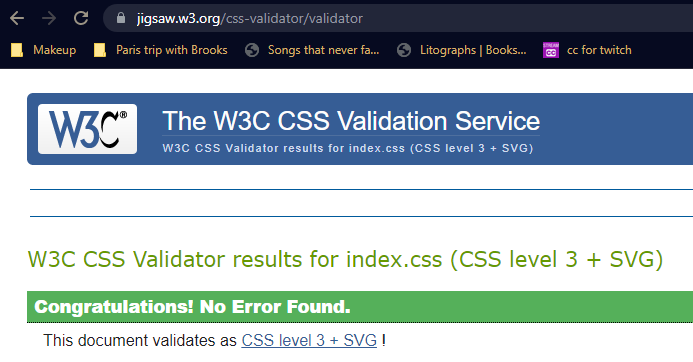 jigsaw.w3.org/css-validator/validator
Makeup Paris trip with Brooks Songs that never fa... Litographs | Books... STREAM CC cc for twitch
W3C® The W3C CSS Validation Service
W3C CSS Validator results for index.css (CSS level 3 + SVG)
W3C CSS Validator results for index.css (CSS level 3 + SVG)
Congratulations! No Error Found.
This document validates as CSS level 3 + SVG !